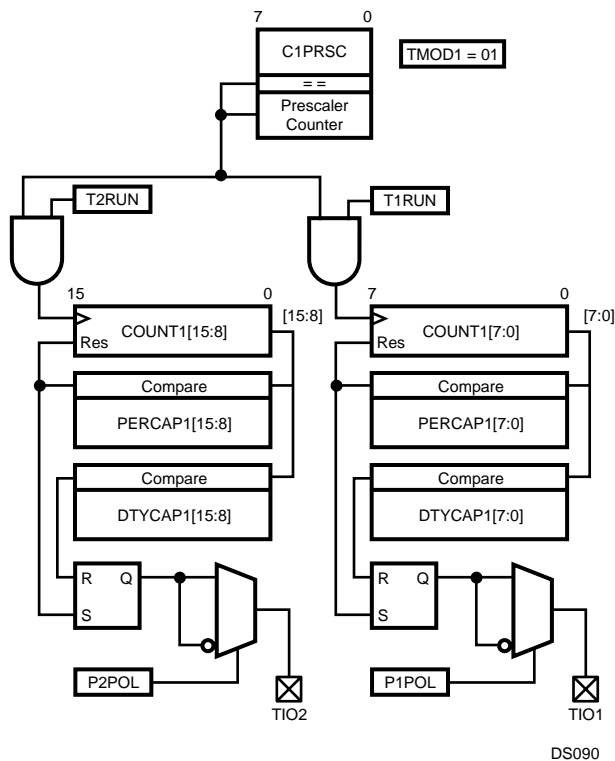 7 0
C1PRSC
TMOD1 = 01
= =
Prescaler
Counter
T2RUN
T1RUN
15 0
[15:8]
7 0
[7:0]
COUNT1[15:8]
Res
COUNT1[7:0]
Res
Compare
PERCAP1[15:8]
Compare
PERCAP1[7:0]
Compare
DTYCAP1[15:8]
Compare
DTYCAP1[7:0]
R Q
S
R Q
S
P2POL
TIO2
P1POL
TIO1
DS090